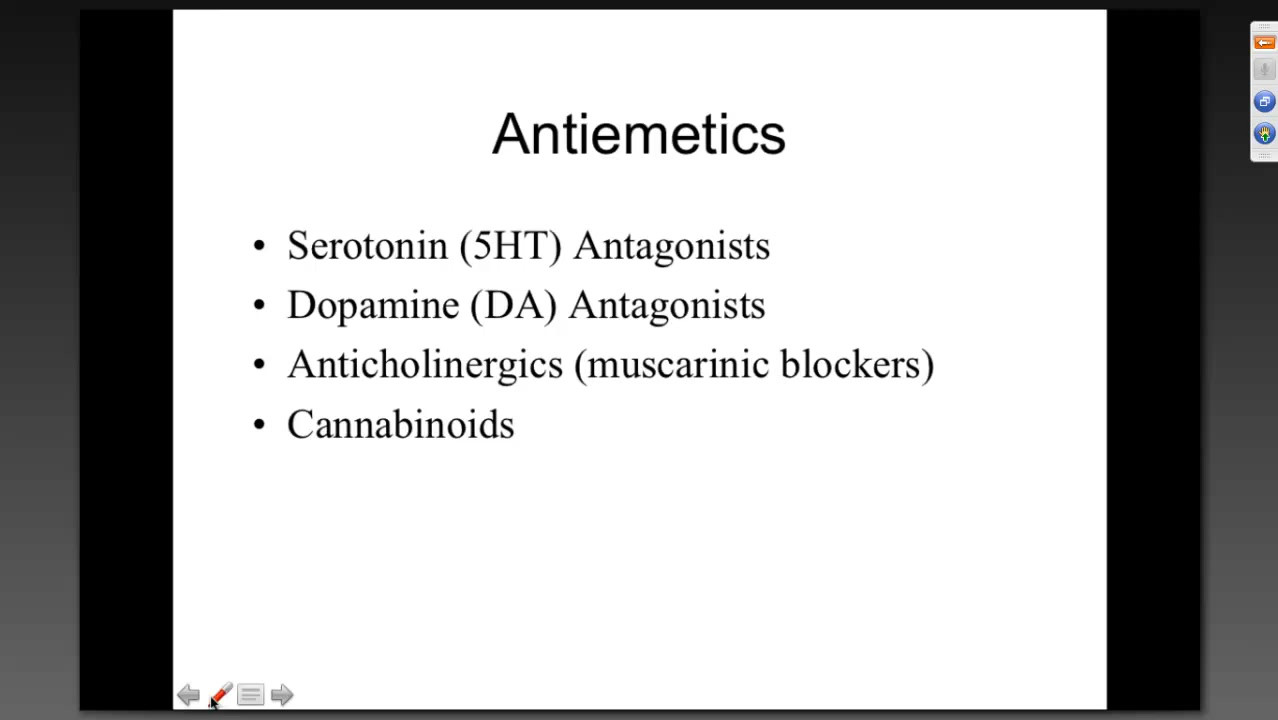 Antiemetics
• Serotonin (5HT) Antagonists
• Dopamine (DA) Antagonists
• Anticholinergics (muscarinic blockers)
• Cannabinoids